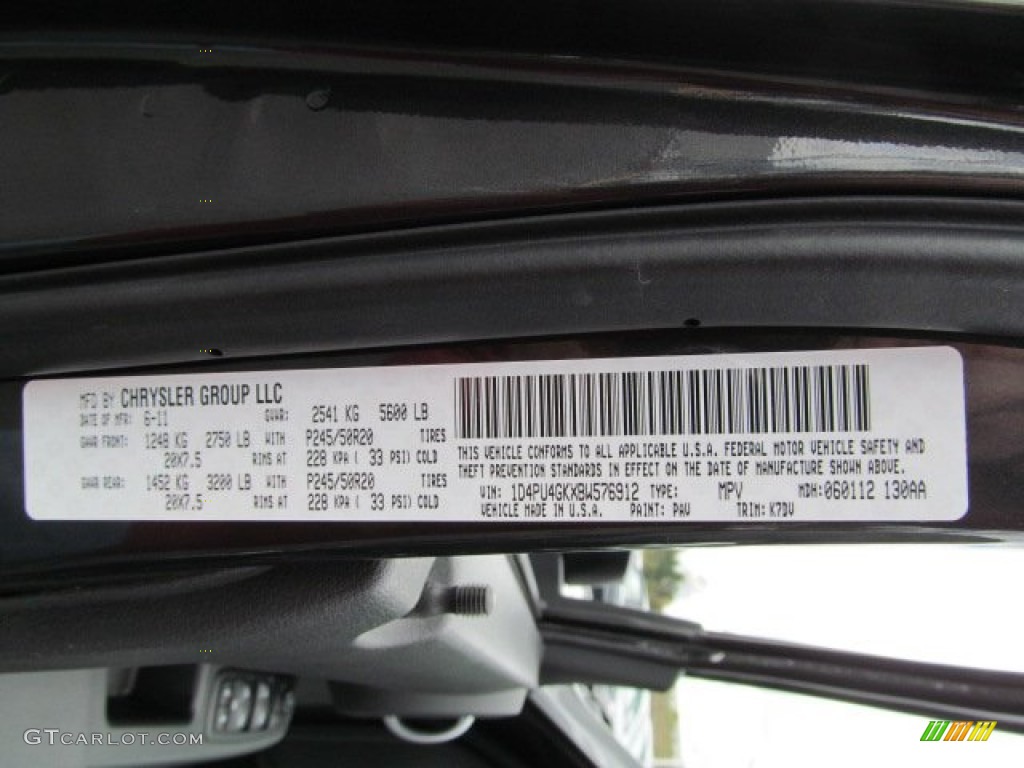 MFD BY CHRYSLER GROUP LLC
DATE OF MFR: 6-11 GVWR: 2541 KG 5600 LB
GAWR FRONT: 1248 KG 2750 LB WITH P245/50R20 TIRES
20X7.5 RIMS AT 228 KPA ( 33 PSI) COLD
GAWR REAR: 1452 KG 3200 LB WITH P245/50R20
20X7.5 RIMS AT 228 KPA ( 33 PSI) COLD
THIS VEHICLE CONFORMS TO ALL APPLICABLE U.S.A. FEDERAL MOTOR VEHICLE SAFETY AND
THEFT PREVENTION STANDARDS IN EFFECT ON THE DATE OF MANUFACTURE SHOWN ABOVE.
VIN: 1D4PU4GKXBW576912 TYPE: MPV MDH: 060112 130AA
VEHICLE MADE IN U.S.A. PAINT: PAV TRIM: K7DV
GTCARLOT.COM